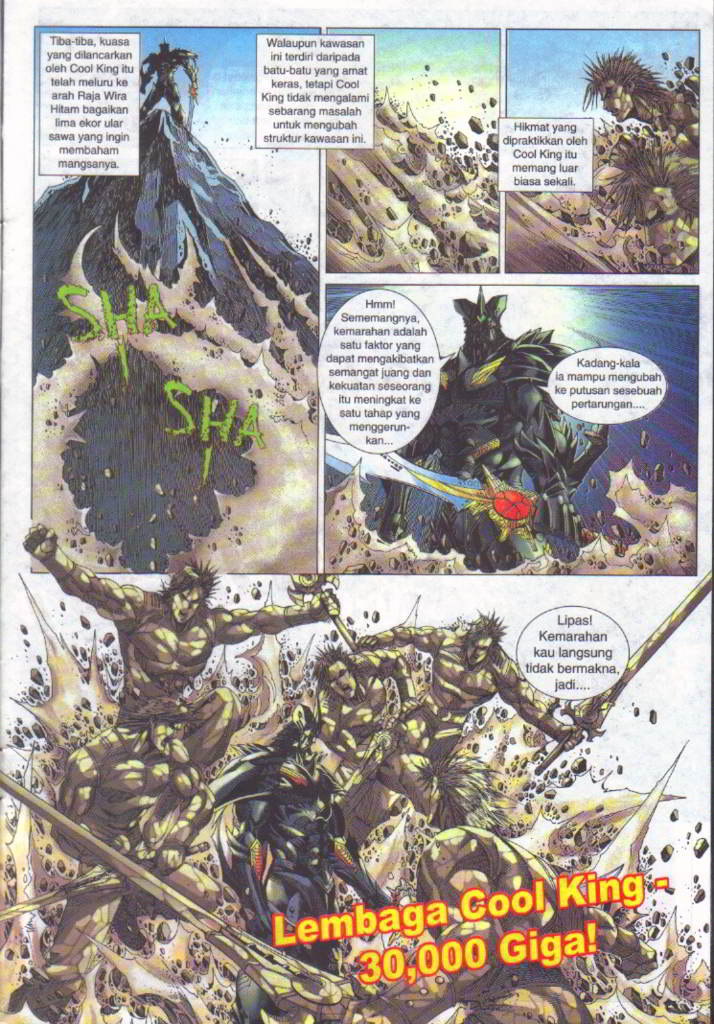 Tiba-tiba, kuasa
yang dilancarkan
oleh Cool King itu
telah meluru ke
arah Raja Wira
Hitam bagaikan
lima ekor ular
sawa yang ingin
membaham
mangsanya.
Walaupun kawasan
ini terdiri daripada
batu-batu yang amat
keras, tetapi Cool
King tidak mengalami
sebarang masalah
untuk mengubah
struktur kawasan ini.
Hikmat yang
dipraktikkan oleh
Cool King itu
memang luar
biasa sekali.
SHA
SHA
Hmm!
Sememangnya,
kemarahan adalah
satu faktor yang
dapat mengakibatkan
semangat juang dan
kekuatan seseorang
itu meningkat ke
satu tahap yang
menggerun-
kan...
Kadang-kala
ia mampu mengubah
ke putusan sesebuah
pertarungan....
Lipas!
Kemarahan
kau langsung
tidak bermakna,
jadi....
Lembaga Cool King -
30,000 Giga!